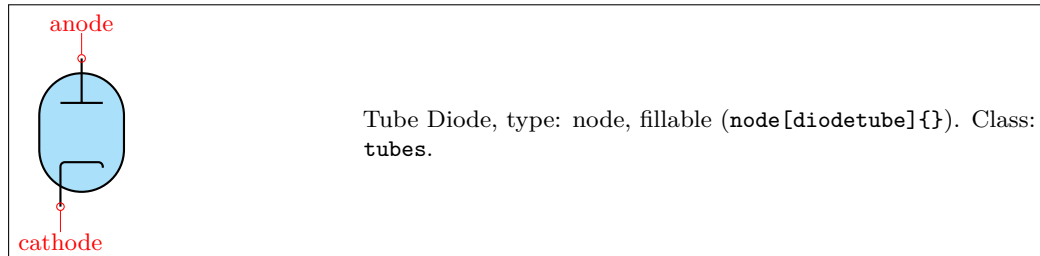 anode
Tube Diode, type: node, fillable (node[diodetube]{}). Class:
tubes.
cathode